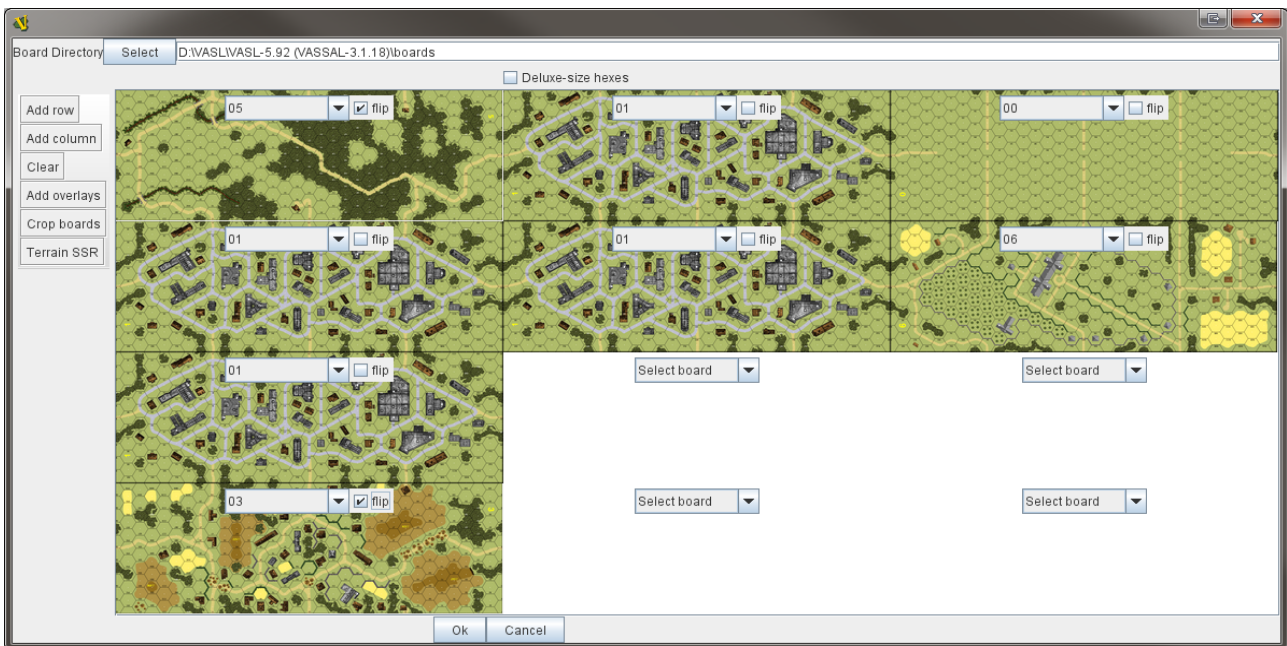 Board Directory Select D:\VASL\VASL-5.92 (VASSAL-3.1.18)\boards
Deluxe-size hexes
Add row
Add column
Clear
Add overlays
Crop boards
Terrain SSR
05 flip 01 flip 00 flip
01 flip 01 flip 06 flip
01 flip Select board Select board
03 flip Select board Select board
Ok Cancel